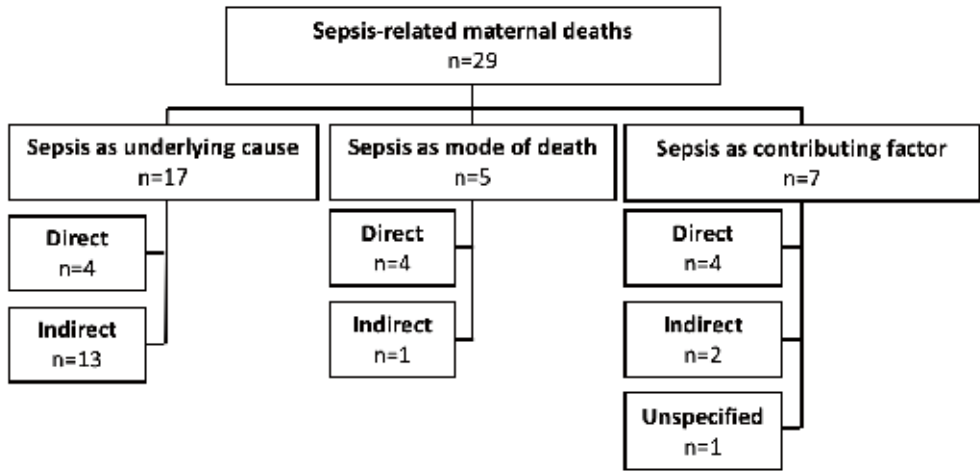 Sepsis-related maternal deaths
n=29
Sepsis as underlying cause
n=17
Sepsis as mode of death
n=5
Sepsis as contributing factor
n=7
Direct
n=4
Direct
n=4
Direct
n=4
Indirect
n=13
Indirect
n=1
Indirect
n=2
Unspecified
n=1